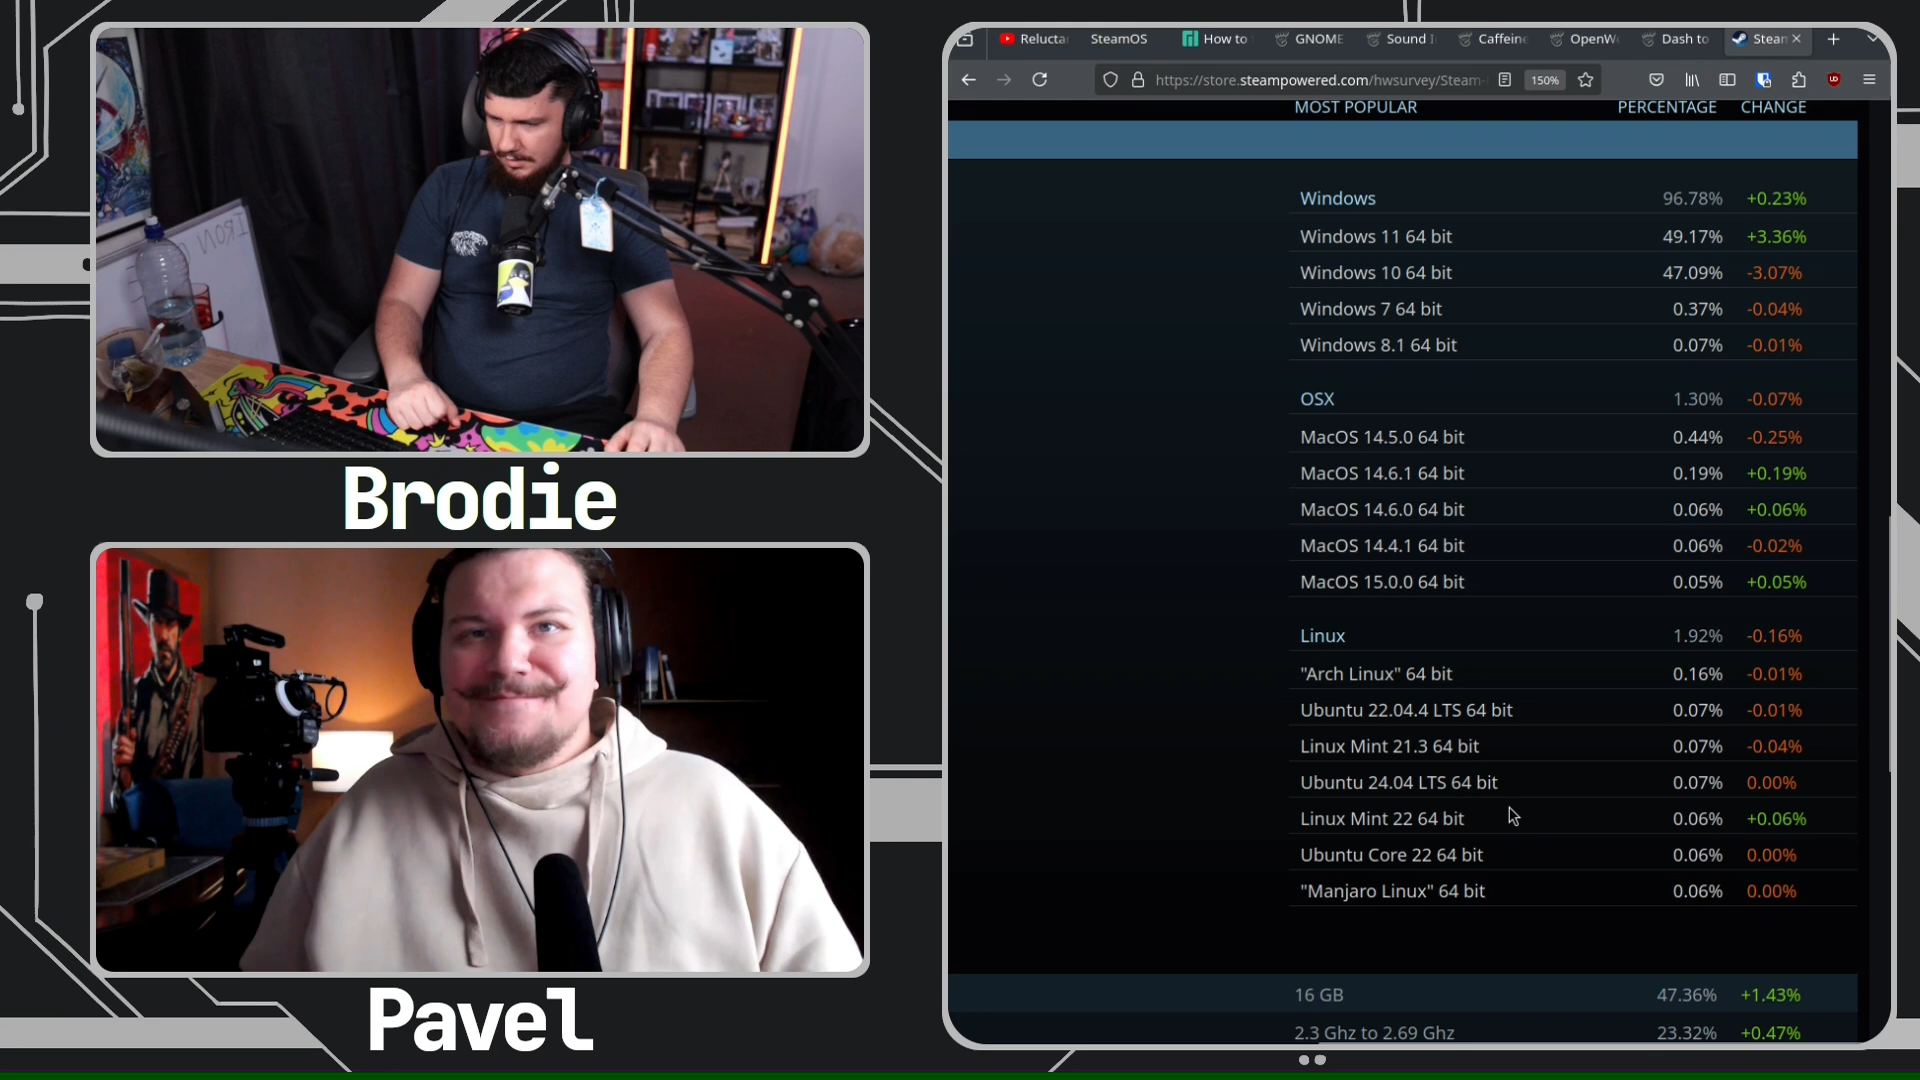 Brodie
Pavel
Relucta
SteamOS
How to
GNOME
Sound I
Caffein
OpenW
Dash to
Steam
https://store.steampowered.com/hwsurvey/Steam-
150%
MOST POPULAR PERCENTAGE CHANGE
Windows 96.78% +0.23%
Windows 11 64 bit 49.17% +3.36%
Windows 10 64 bit 47.09% -3.07%
Windows 7 64 bit 0.37% -0.04%
Windows 8.1 64 bit 0.07% -0.01%
OSX 1.30% -0.07%
MacOS 14.5.0 64 bit 0.44% -0.25%
MacOS 14.6.1 64 bit 0.19% +0.19%
MacOS 14.6.0 64 bit 0.06% +0.06%
MacOS 14.4.1 64 bit 0.06% -0.02%
MacOS 15.0.0 64 bit 0.05% +0.05%
Linux 1.92% -0.16%
"Arch Linux" 64 bit 0.16% -0.01%
Ubuntu 22.04.4 LTS 64 bit 0.07% -0.01%
Linux Mint 21.3 64 bit 0.07% -0.04%
Ubuntu 24.04 LTS 64 bit 0.07% 0.00%
Linux Mint 22 64 bit 0.06% +0.06%
Ubuntu Core 22 64 bit 0.06% 0.00%
"Manjaro Linux" 64 bit 0.06% 0.00%
16 GB 47.36% +1.43%
2.3 Ghz to 2.69 Ghz 23.32% +0.47%